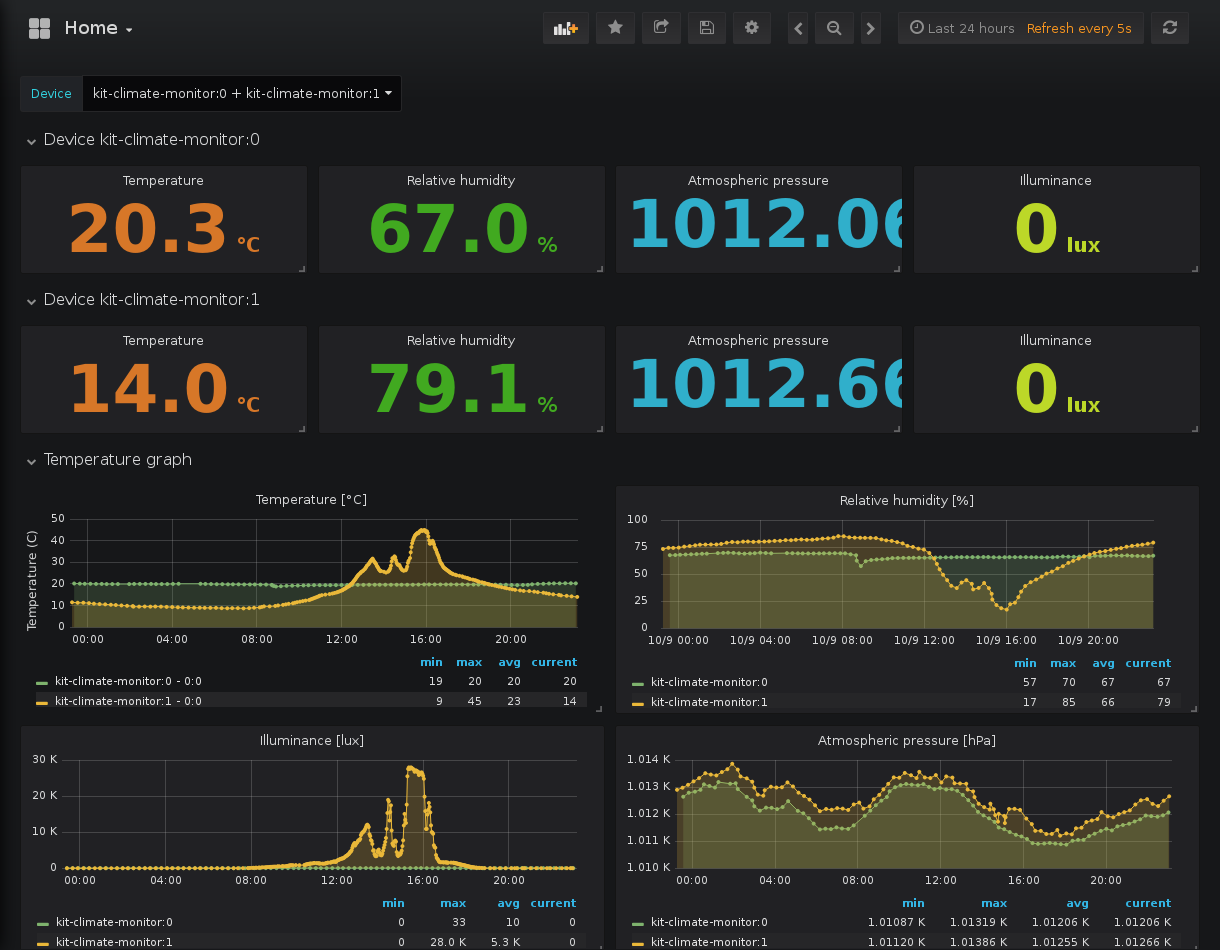 Home
Last 24 hours Refresh every 5s
Device kit-climate-monitor:0 + kit-climate-monitor:1
Device kit-climate-monitor:0
Temperature Relative humidity Atmospheric pressure Illuminance
20.3 °C 67.0 % 1012.06 0 lux
Device kit-climate-monitor:1
Temperature Relative humidity Atmospheric pressure Illuminance
14.0 °C 79.1 % 1012.66 0 lux
Temperature graph
Temperature [°C]
Temperature (C)
50
40
30
20
10
0
00:00 04:00 08:00 12:00 16:00 20:00
min max avg current
kit-climate-monitor:0 - 0:0 19 20 20 20
kit-climate-monitor:1 - 0:0 9 45 23 14
Relative humidity [%]
100
75
50
25
0
10/9 00:00 10/9 04:00 10/9 08:00 10/9 12:00 10/9 16:00 10/9 20:00
min max avg current
kit-climate-monitor:0 57 70 67 67
kit-climate-monitor:1 17 85 66 79
Illuminance [lux]
30 K
20 K
10 K
0
00:00 04:00 08:00 12:00 16:00 20:00
min max avg current
kit-climate-monitor:0 0 33 10 0
kit-climate-monitor:1 0 28.0 K 5.3 K 0
Atmospheric pressure [hPa]
1.014 K
1.013 K
1.012 K
1.011 K
1.010 K
00:00 04:00 08:00 12:00 16:00 20:00
min max avg current
kit-climate-monitor:0 1.01087 K 1.01319 K 1.01206 K 1.01206 K
kit-climate-monitor:1 1.01120 K 1.01386 K 1.01255 K 1.01266 K